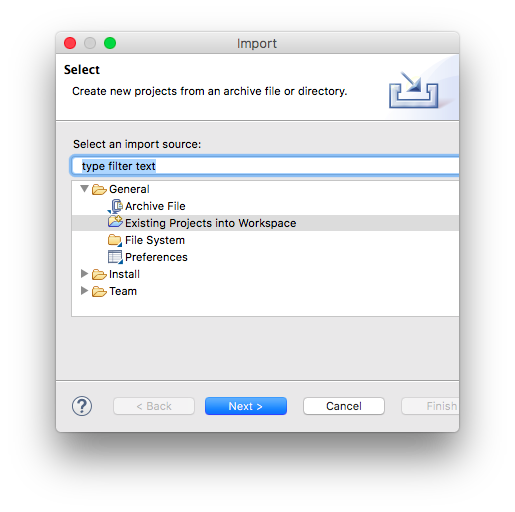 Import
Select
Create new projects from an archive file or directory.
Select an import source:
type filter text
General
Archive File
Existing Projects into Workspace
File System
Preferences
Install
Team
?
< Back
Next >
Cancel
Finish